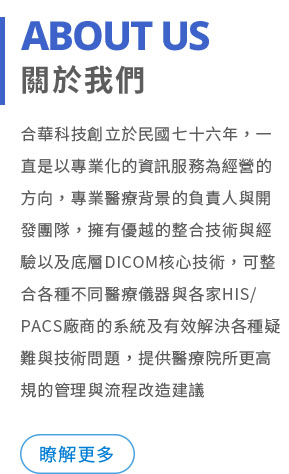 ABOUT US
關於我們
合華科技創立於民國七十六年，一
直是以專業化的資訊服務為經營的
方向，專業醫療背景的負責人與開
發團隊，擁有優越的整合技術與經
驗以及底層DICOM核心技術，可整
合各種不同醫療儀器與各家HIS/
PACS廠商的系統及有效解決各種疑
難與技術問題，提供醫療院所更高
規的管理與流程改造建議
瞭解更多